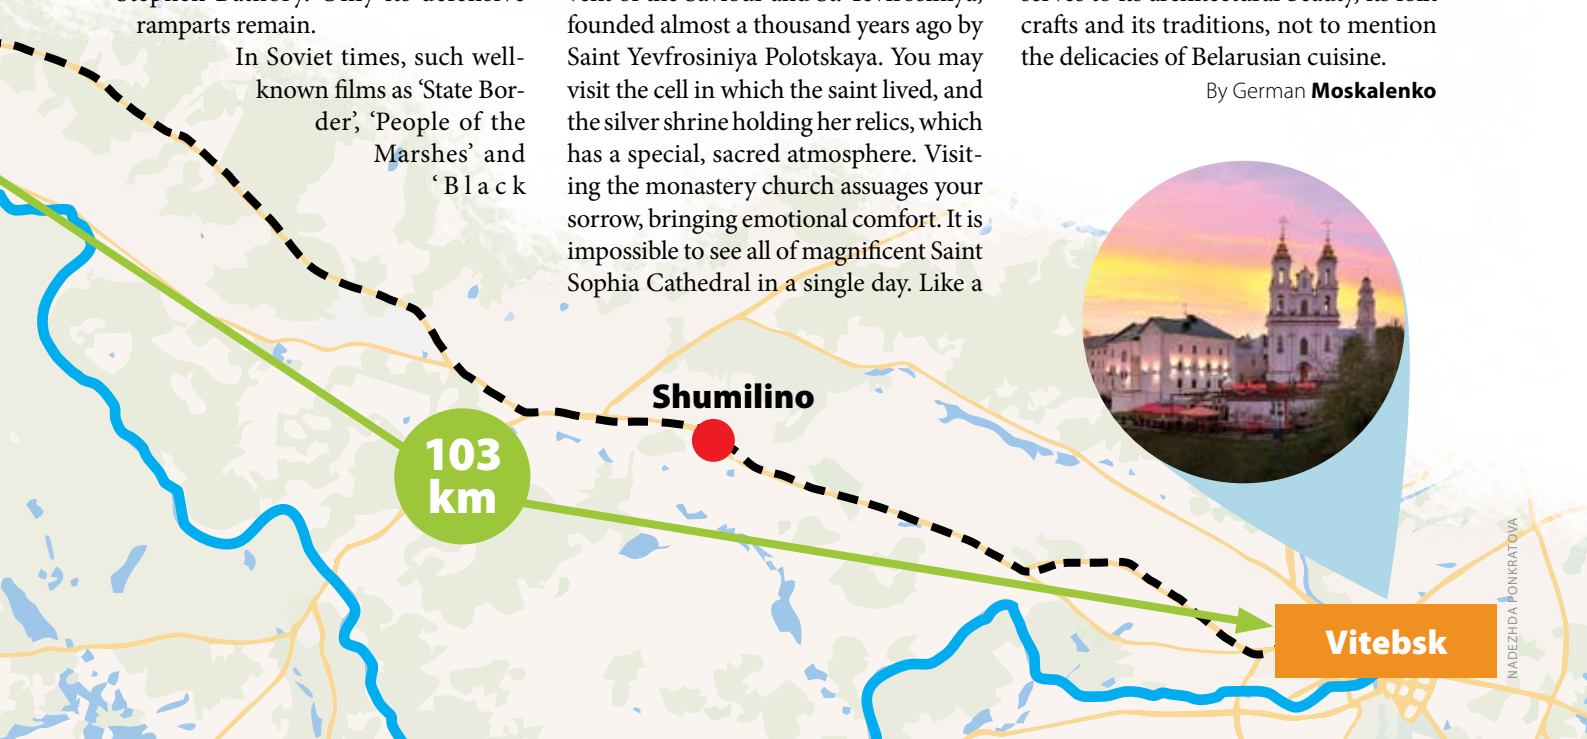 ramparts remain.
In Soviet times, such well-
known films as ‘State Bor-
der’, ‘People of the
Marshes’ and
‘Black
founded almost a thousand years ago by
Saint Yevfrosiniya Polotskaya. You may
visit the cell in which the saint lived, and
the silver shrine holding her relics, which
has a special, sacred atmosphere. Visit-
ing the monastery church assuages your
sorrow, bringing emotional comfort. It is
impossible to see all of magnificent Saint
Sophia Cathedral in a single day. Like a
crafts and its traditions, not to mention
the delicacies of Belarusian cuisine.
By German Moskalenko
Shumilino
103
km
Vitebsk
NADEZHDA PONKRATOVA